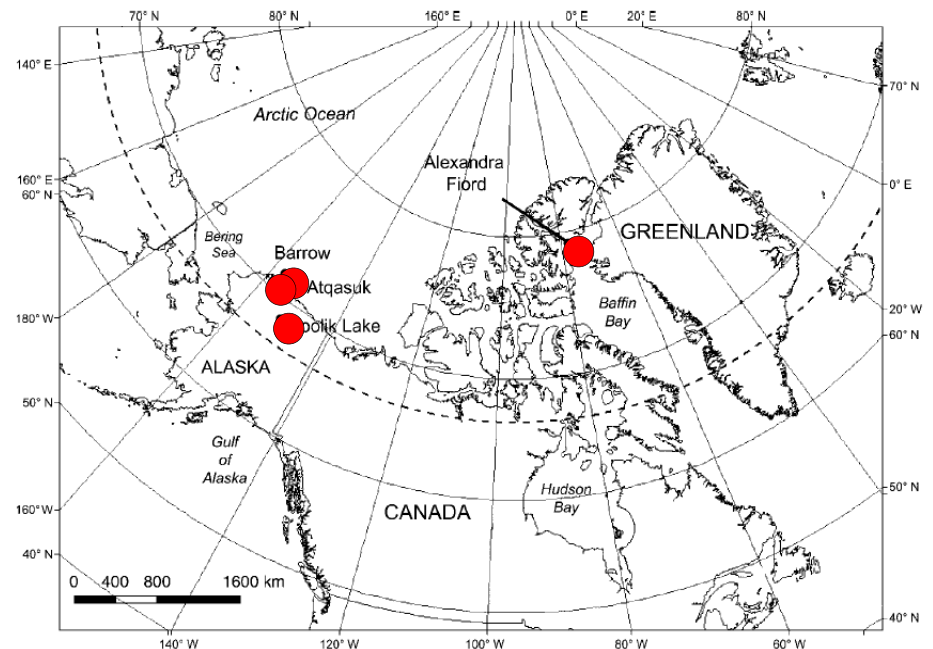 70° N 80° N 160° E 0° E 20° E 80° N
140° E
70° N
Arctic Ocean
Alexandra
Fiord
160° E
60° N
0° E
GREENLAND
Bering
Sea
Barrow
Atqasuk
Baffin
Bay
180° W
olik Lake
20° W
60° N
ALASKA
50° N
Gulf
of
Alaska
Hudson
Bay
50° N
CANADA
160° W
40° N
0 400 800 1600 km
40° N
140° W 120° W 100° W 80° W 60° W